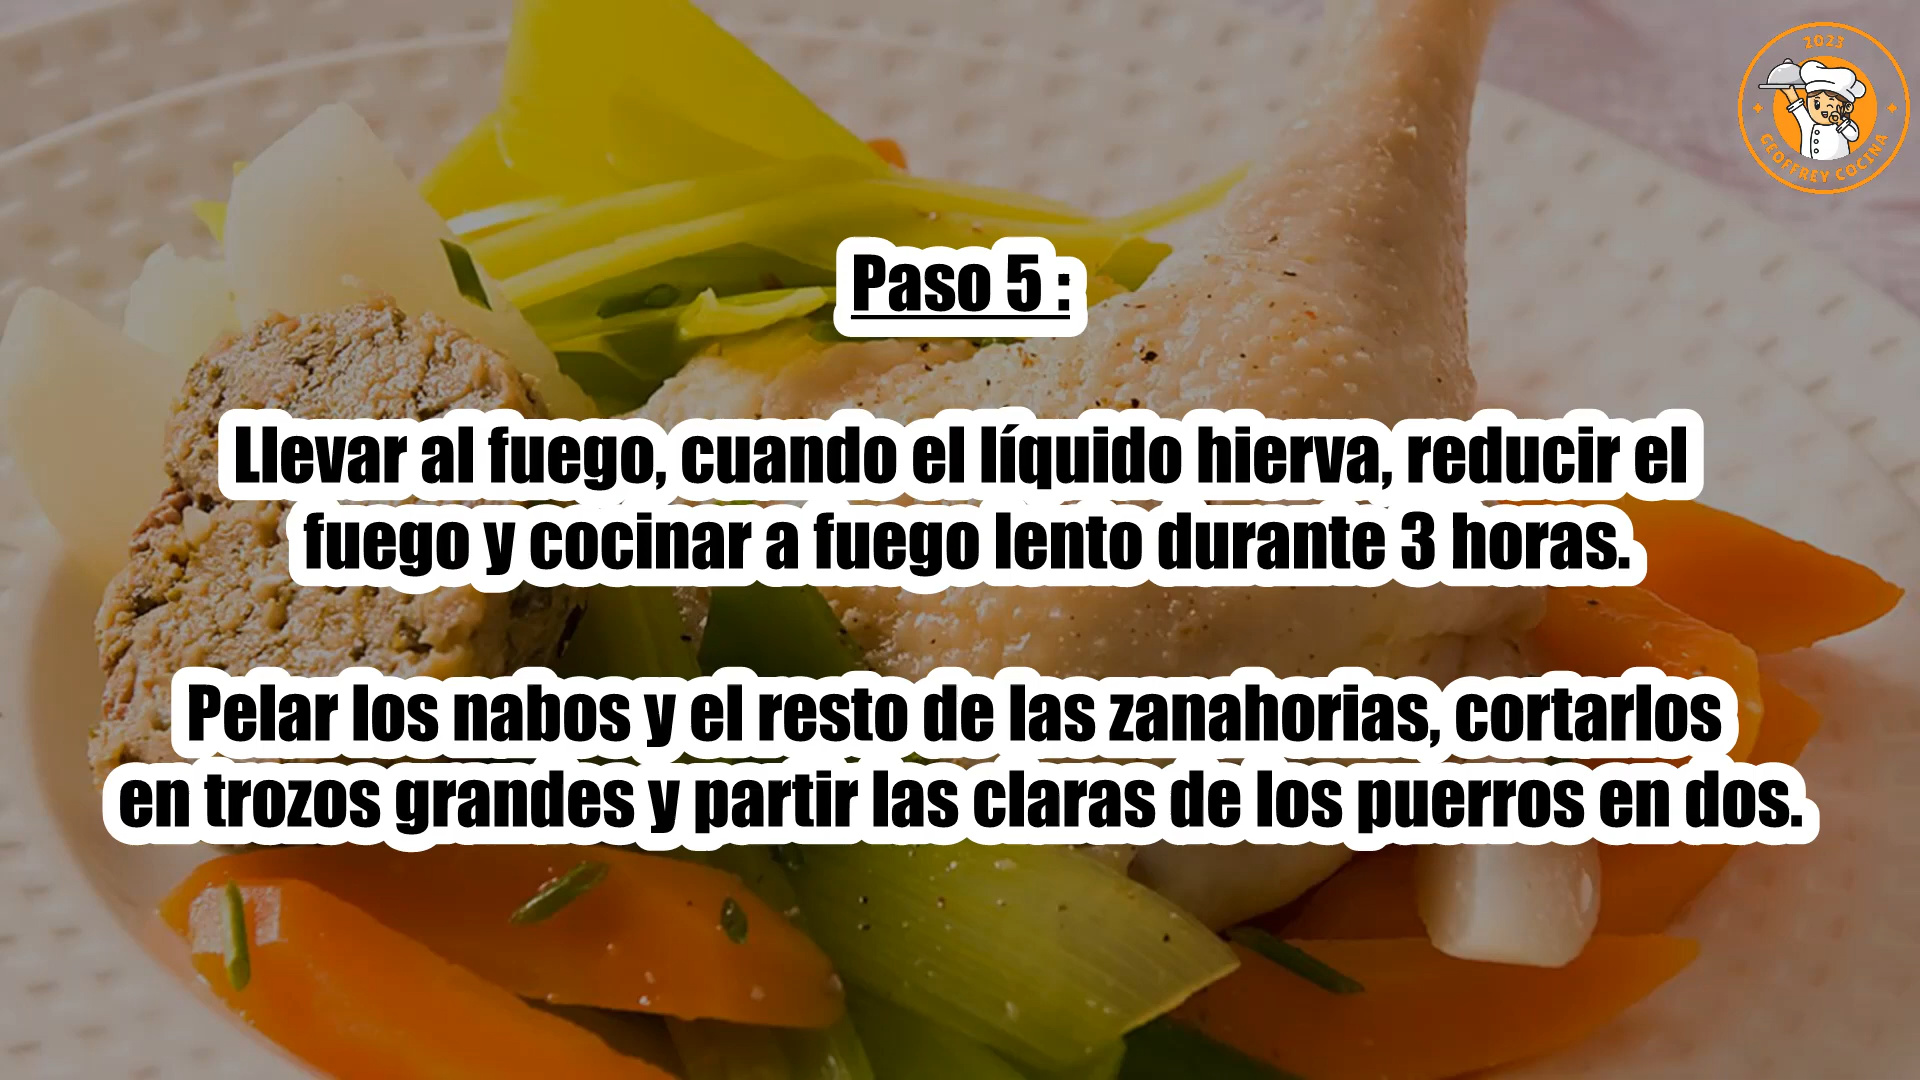 2023
GEOFFREY COCINA
Paso 5 :
Llevar al fuego, cuando el líquido hierva, reducir el
fuego y cocinar a fuego lento durante 3 horas.
Pelar los nabos y el resto de las zanahorias, cortarlos
en trozos grandes y partir las claras de los puerros en dos.